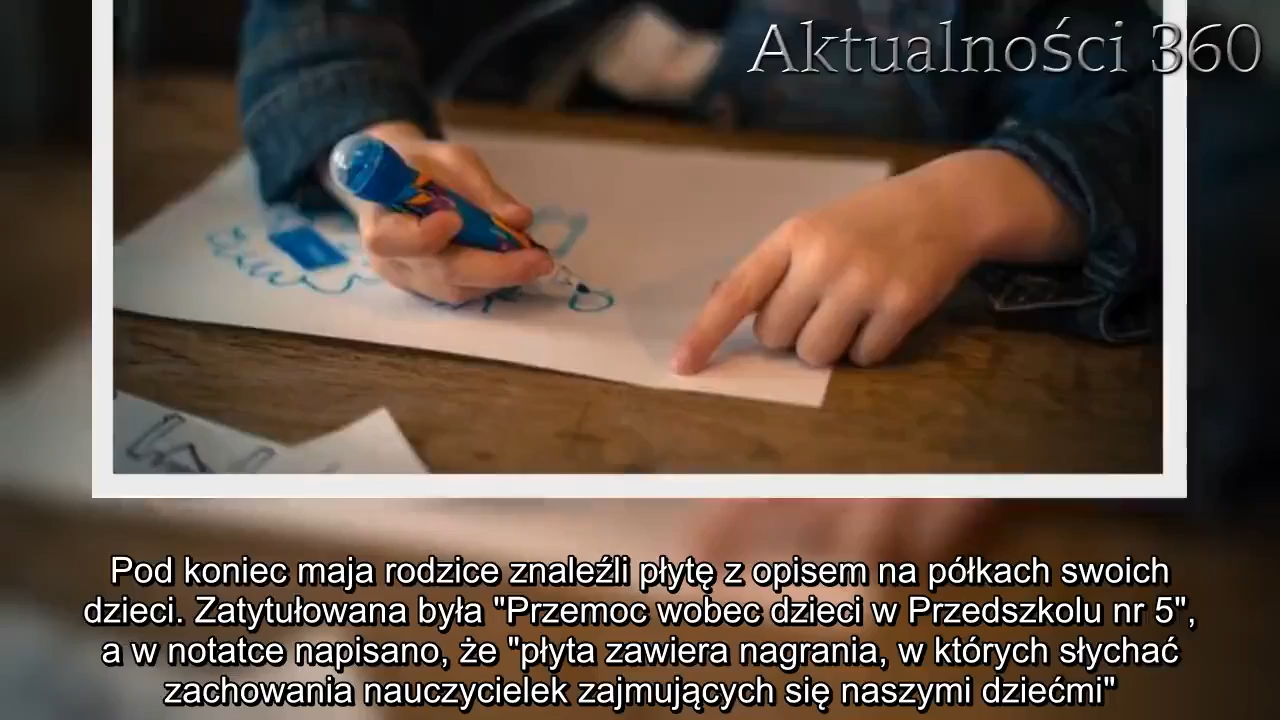 Aktualności 360
Pod koniec maja rodzice znaleźli płytę z opisem na półkach swoich
dzieci. Zatytułowana była "Przemoc wobec dzieci w Przedszkolu nr 5",
a w notatce napisano, że "płyta zawiera nagrania, w których słychać
zachowania nauczycielek zajmujących się naszymi dziećmi"